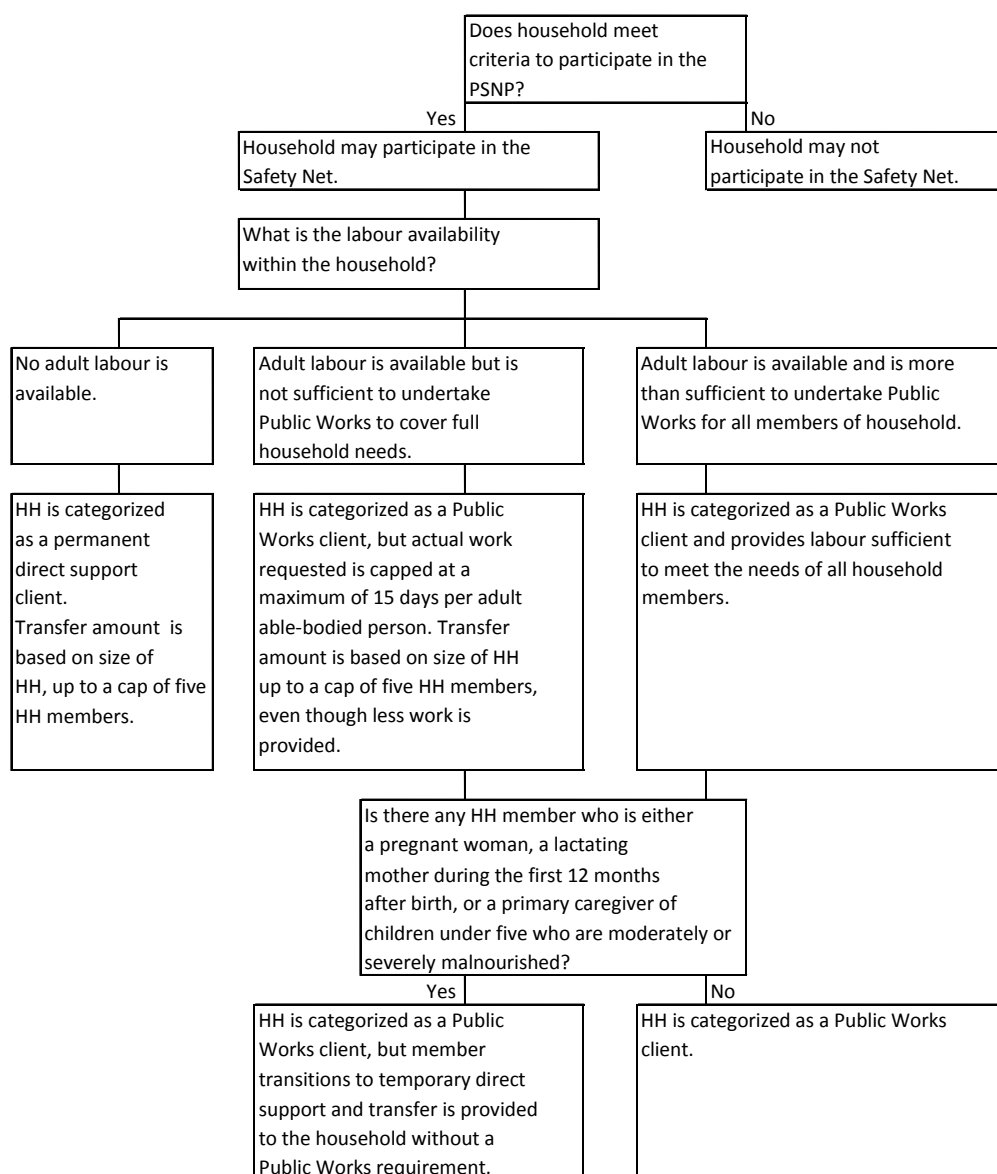 Does household meet
criteria to participate in the
PSNP?
Yes
No
Household may participate in the
Safety Net.
Household may not
participate in the Safety Net.
What is the labour availability
within the household?
No adult labour is
available.
Adult labour is available but is
not sufficient to undertake
Public Works to cover full
household needs.
Adult labour is available and is more
than sufficient to undertake Public
Works for all members of household.
HH is categorized
as a permanent
direct support
client.
Transfer amount is
based on size of
HH, up to a cap of five
HH members.
HH is categorized as a Public
Works client, but actual work
requested is capped at a
maximum of 15 days per adult
able-bodied person. Transfer
amount is based on size of HH
up to a cap of five HH members,
even though less work is
provided.
HH is categorized as a Public Works
client and provides labour sufficient
to meet the needs of all household
members.
Is there any HH member who is either
a pregnant woman, a lactating
mother during the first 12 months
after birth, or a primary caregiver of
children under five who are moderately or
severely malnourished?
Yes
No
HH is categorized as a Public
Works client, but member
transitions to temporary direct
support and transfer is provided
to the household without a
Public Works requirement.
HH is categorized as a Public Works
client.